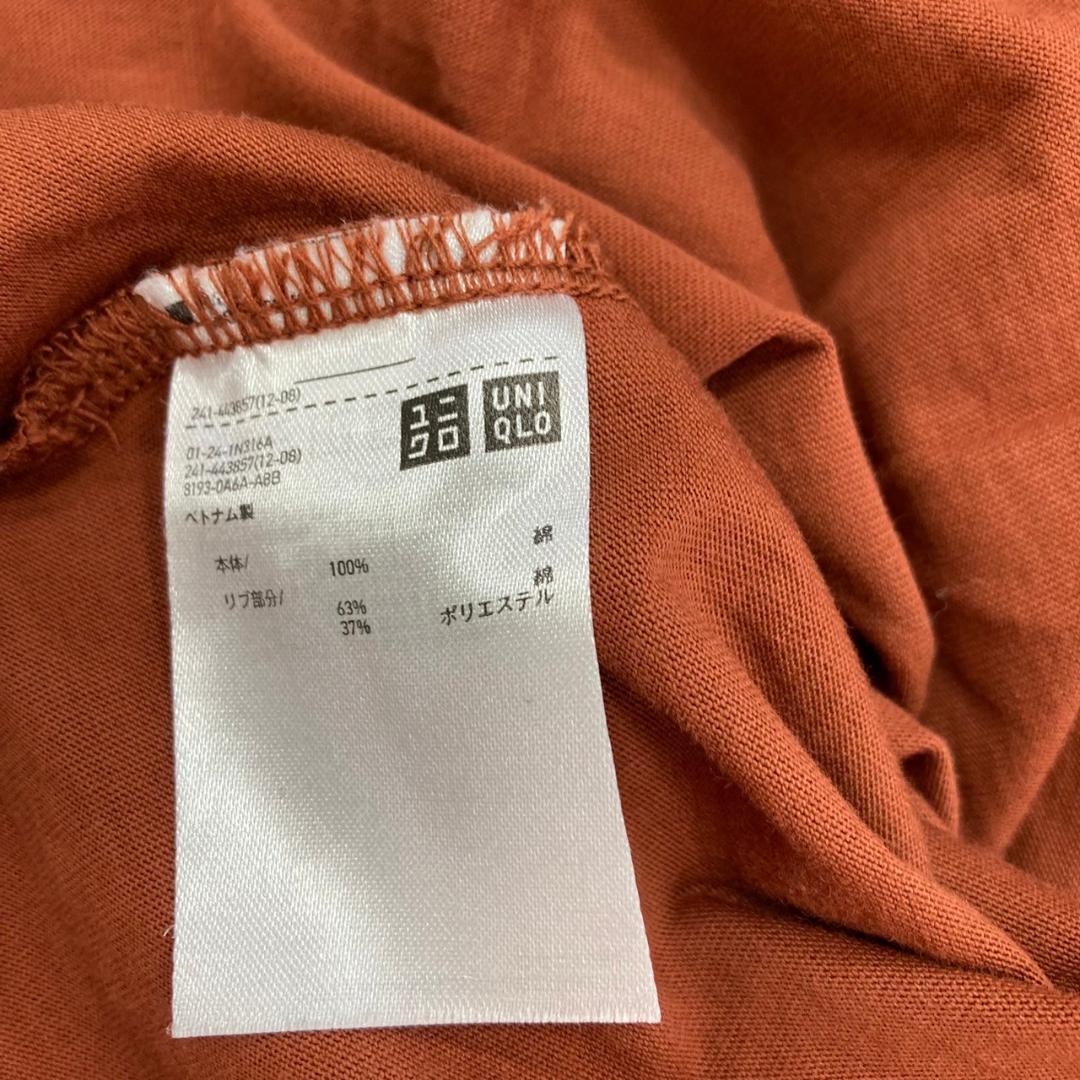 241-443857(12-08)
ユニ
クロ
UNI
QLO
01-24-1N316A
241-443857(12-08)
8193-0A6A-ABB
ベトナム製
本体/ 100% 綿
リブ部分/ 63% 綿
37% ポリエステル